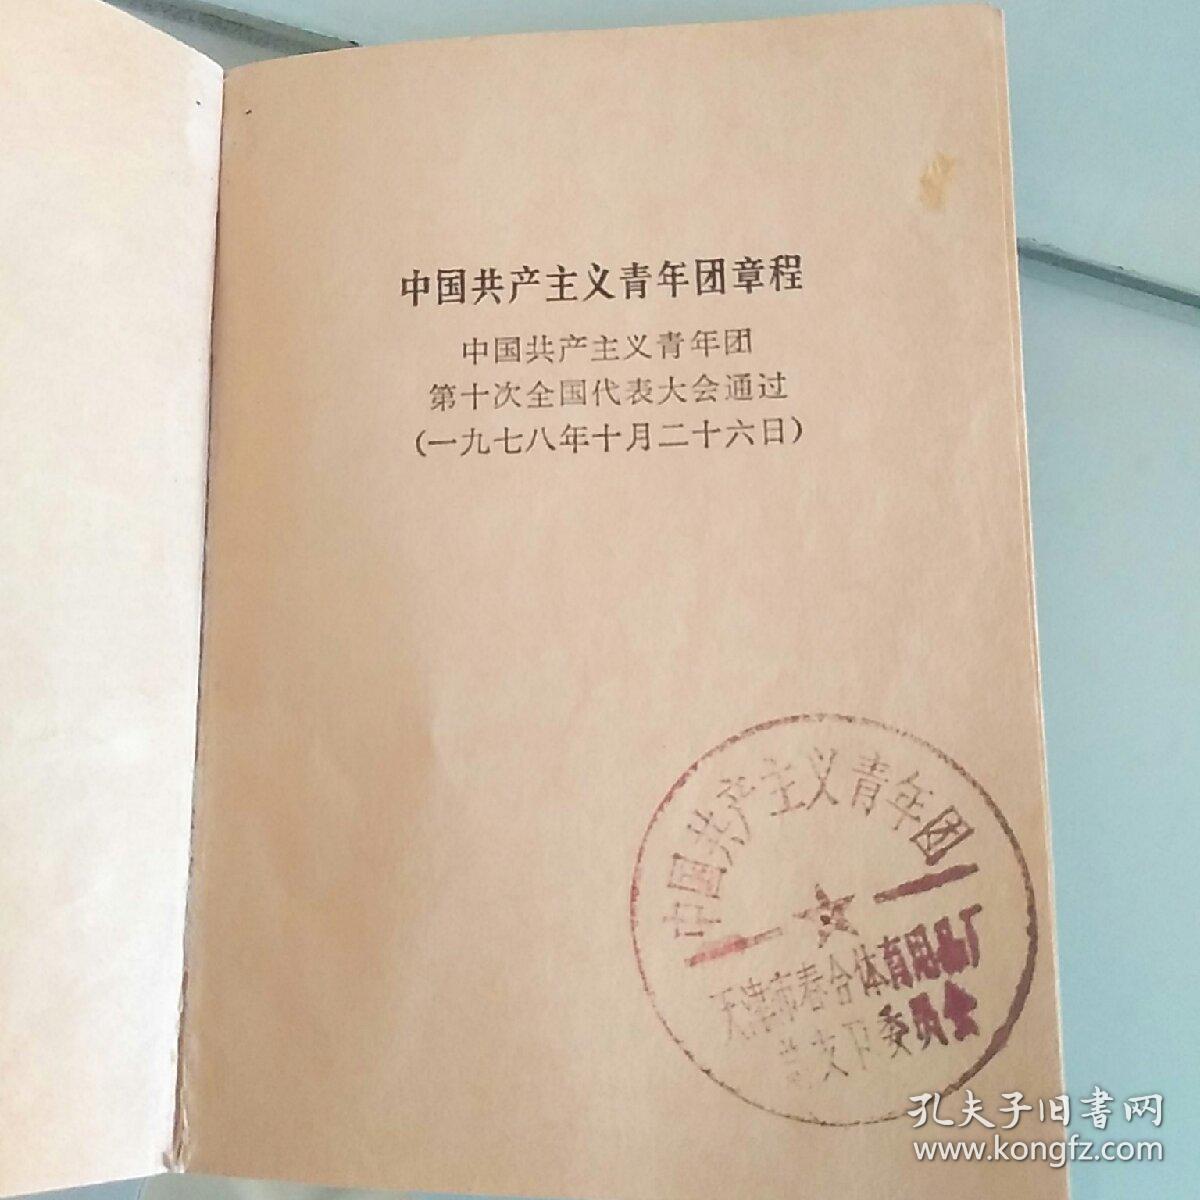 中国共产主义青年团章程
中国共产主义青年团
第十次全国代表大会通过
(一九七八年十月二十六日)
中国共产主义青年团
天津市春合体育用品厂
支 委员会
孔夫子旧书网
www.kongfz.com